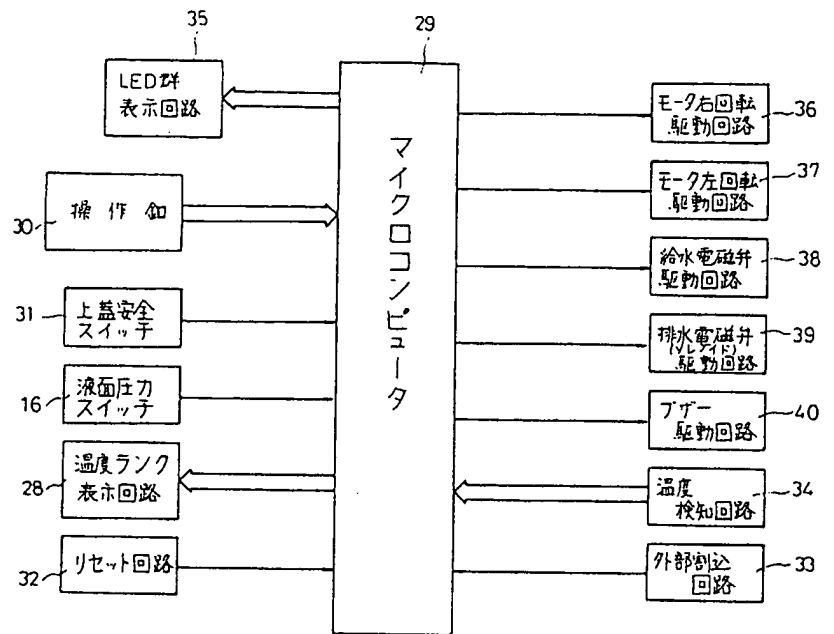 35
LED群
表示回路
30
操作釦
31
上蓋安全
スイッチ
16
液面圧力
スイッチ
28
温度ランク
表示回路
32
リセット回路
29
マイクロコンピュータ
モータ右回転
駆動回路
36
モータ左回転
駆動回路
37
給水電磁弁
駆動回路
38
排水電磁弁
(ソレノイド)
駆動回路
39
ブザー
駆動回路
40
温度
検知回路
34
外部割込
回路
33